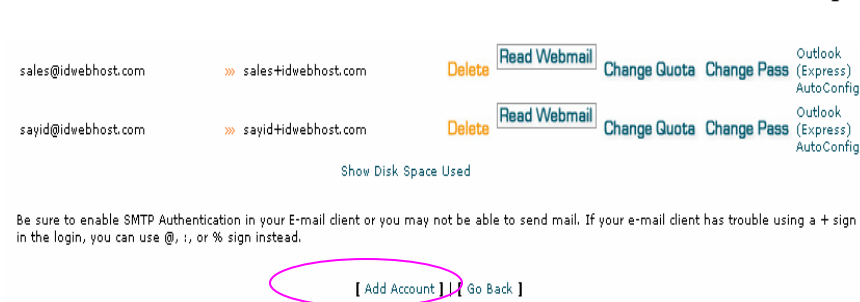 Outlook
sales@idwebhost.com »» sales+idwebhost.com Delete Read Webmail Change Quota Change Pass (Express)
AutoConfig
Outlook
sayid@idwebhost.com »» sayid+idwebhost.com Delete Read Webmail Change Quota Change Pass (Express)
AutoConfig
Show Disk Space Used
Be sure to enable SMTP Authentication in your E-mail client or you may not be able to send mail. If your e-mail client has trouble using a + sign
in the login, you can use @, :, or % sign instead.
[ Add Account ] | [ Go Back ]